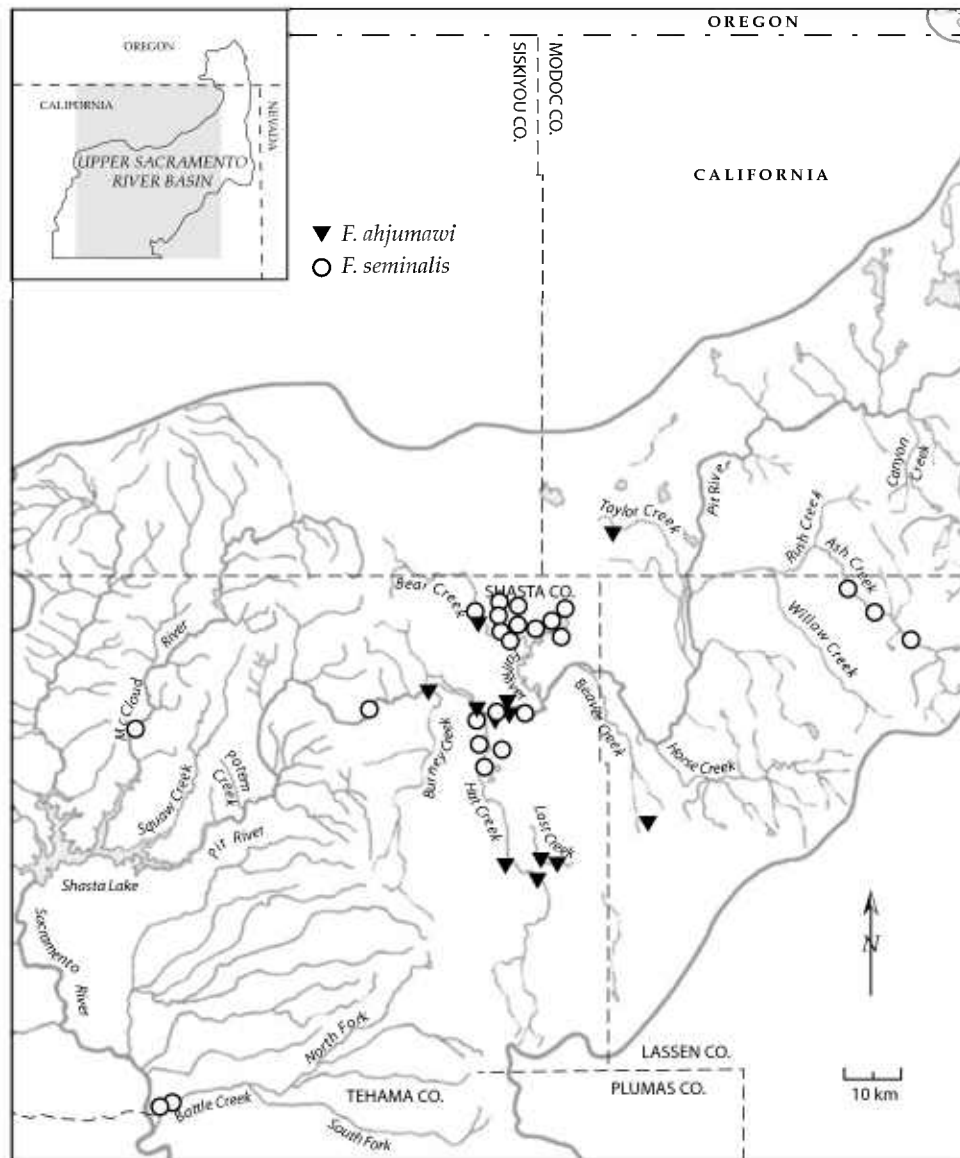 OREGON
OREGON
CALIFORNIA
NEVADA
UPPER SACRAMENTO
RIVER BASIN
SISKIYOU CO.
MODOC CO.
CALIFORNIA
F. ahjumawi
F. seminalis
Pit River
Canyon
Creek
Taylor Creek
Rush Creek
Ash Creek
Bear Creek
SHASTA CO.
Willow Creek
River
McCloud
Beaver Creek
Burney Creek
Horse Creek
Potem
Creek
Squaw Creek
Hat Creek
Lost Creek
Pit River
Shasta Lake
Sacramento
River
N
North Fork
LASSEN CO.
PLUMAS CO.
10 km
TEHAMA CO.
Battle Creek
South Fork